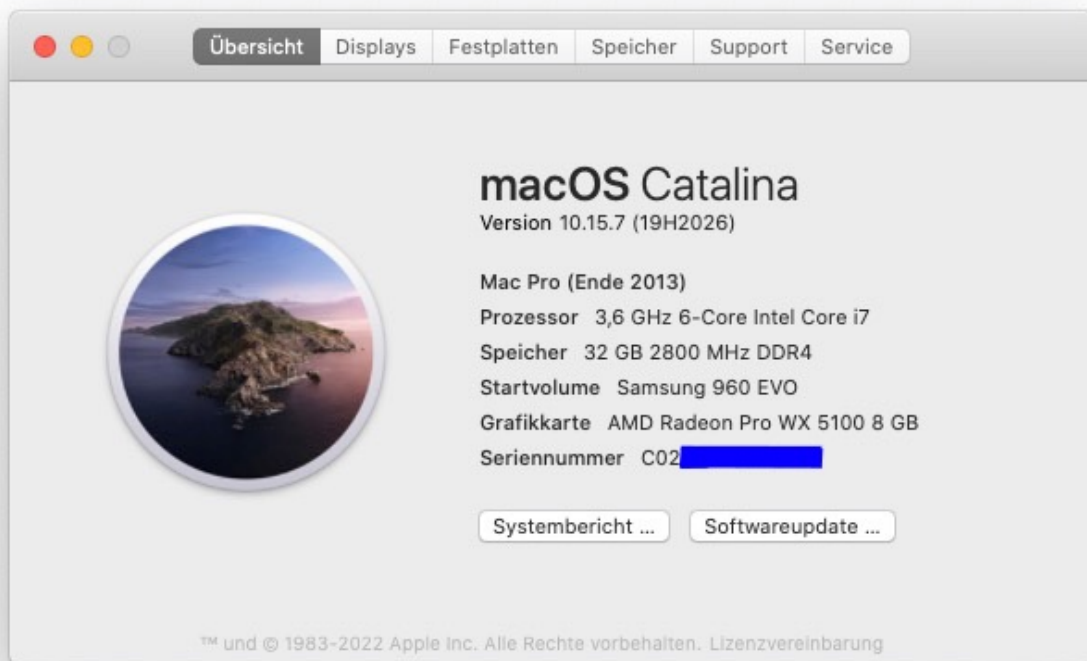 Übersicht Displays Festplatten Speicher Support Service
macOS Catalina
Version 10.15.7 (19H2026)
Mac Pro (Ende 2013)
Prozessor 3,6 GHz 6-Core Intel Core i7
Speicher 32 GB 2800 MHz DDR4
Startvolume Samsung 960 EVO
Grafikkarte AMD Radeon Pro WX 5100 8 GB
Seriennummer C02
Systembericht ... Softwareupdate ...
™ und © 1983-2022 Apple Inc. Alle Rechte vorbehalten. Lizenzvereinbarung